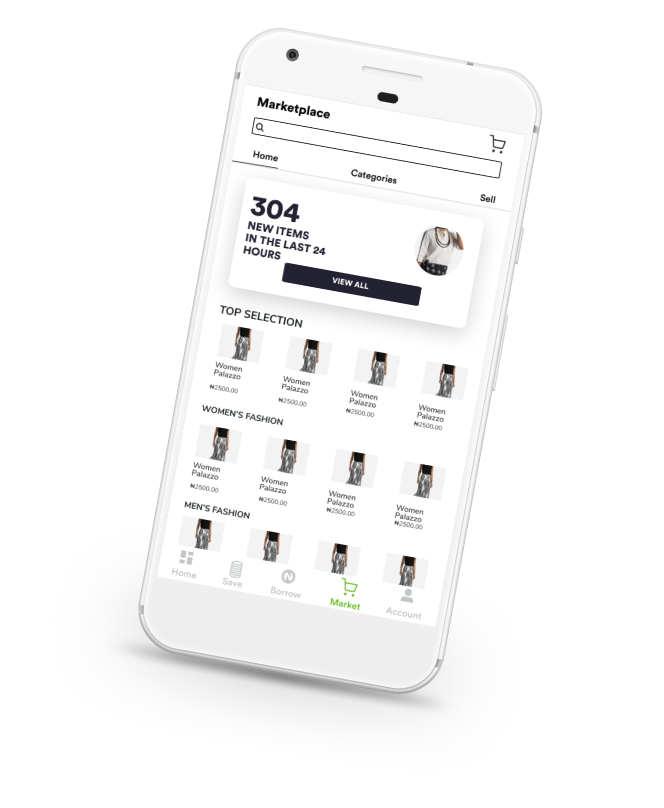 Marketplace
Home
Categories
Sell
304
NEW ITEMS
IN THE LAST 24
HOURS
VIEW ALL
TOP SELECTION
Women
Palazzo
₦2500.00
Women
Palazzo
₦2500.00
Women
Palazzo
₦2500.00
Women
Palazzo
₦2500.00
WOMEN'S FASHION
Women
Palazzo
₦2500.00
Women
Palazzo
₦2500.00
Women
Palazzo
₦2500.00
Women
Palazzo
₦2500.00
MEN'S FASHION
Home
Save
N
Borrow
Market
Account